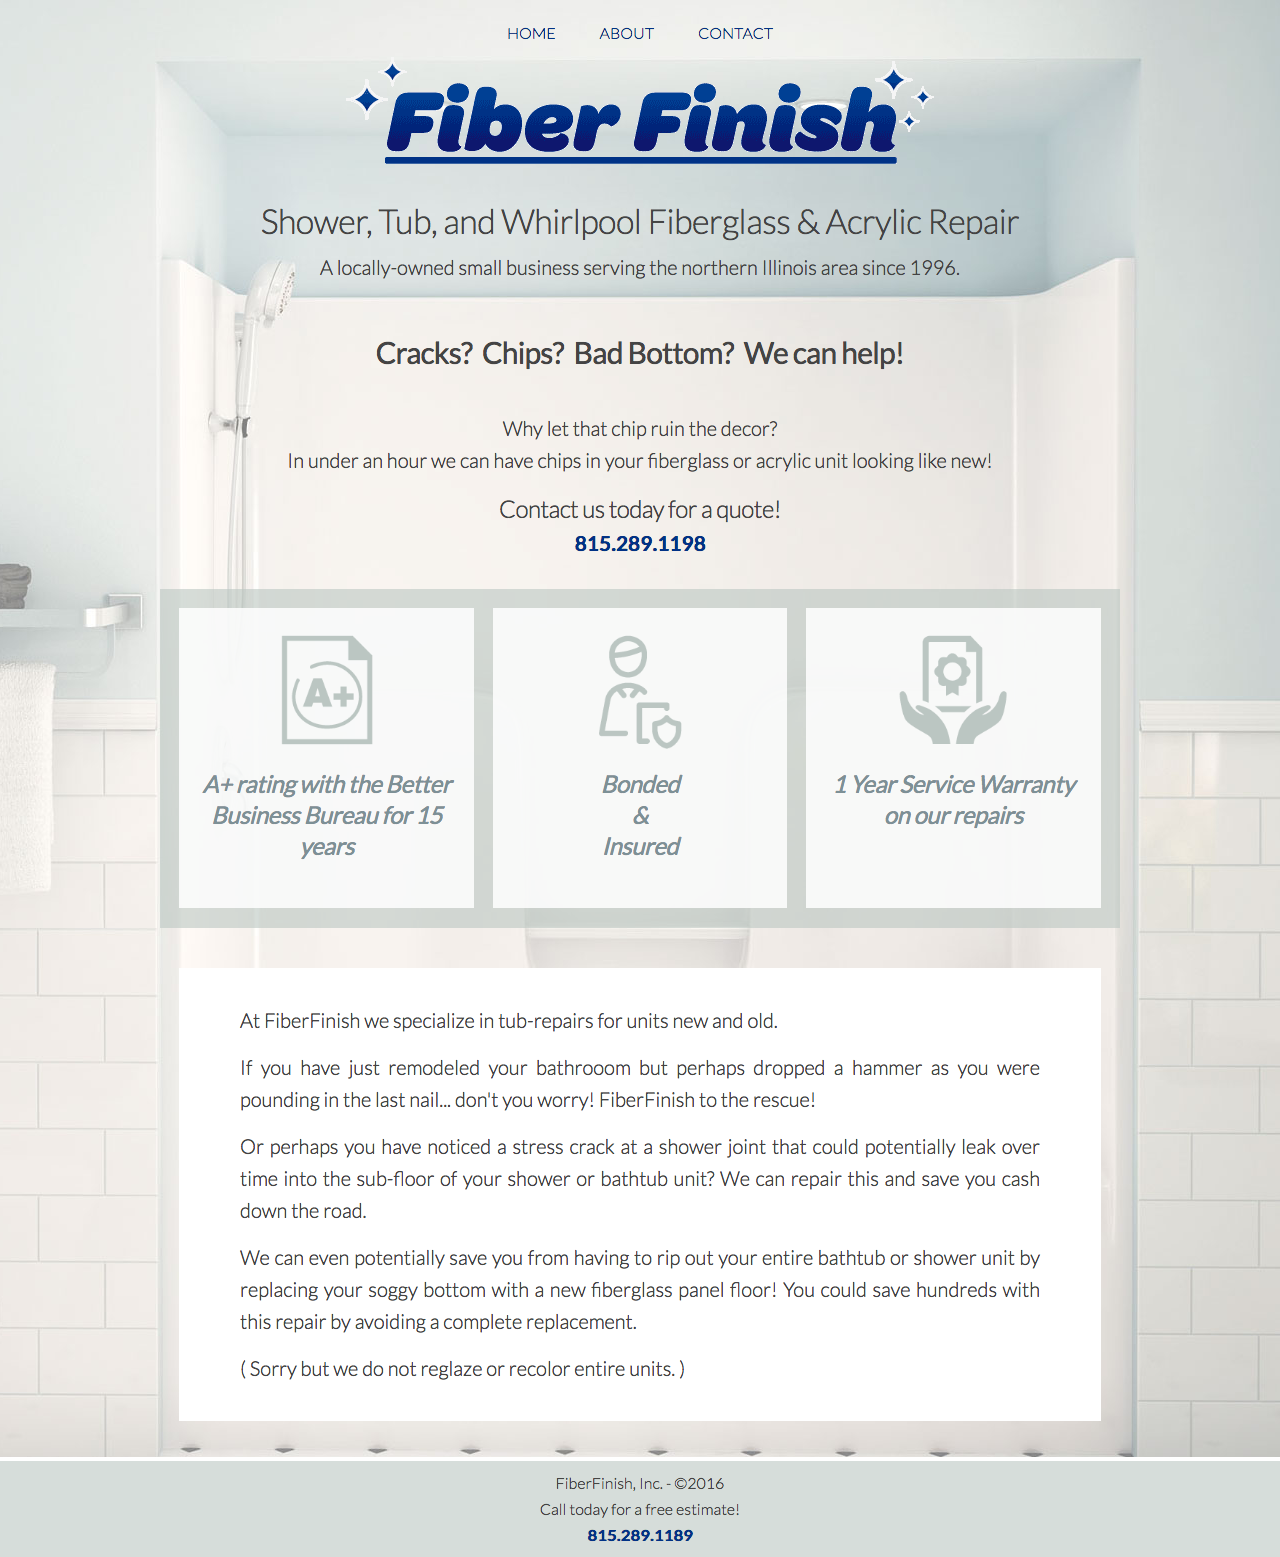 HOME ABOUT CONTACT
Fiber Finish
Shower, Tub, and Whirlpool Fiberglass & Acrylic Repair
A locally-owned small business serving the northern Illinois area since 1996.
Cracks? Chips? Bad Bottom? We can help!
Why let that chip ruin the decor?
In under an hour we can have chips in your fiberglass or acrylic unit looking like new!
Contact us today for a quote!
815.289.1198
A+
A+ rating with the Better
Business Bureau for 15
years
Bonded
&
Insured
1 Year Service Warranty
on our repairs
At FiberFinish we specialize in tub-repairs for units new and old.
If you have just remodeled your bathrooom but perhaps dropped a hammer as you were
pounding in the last nail... don't you worry! FiberFinish to the rescue!
Or perhaps you have noticed a stress crack at a shower joint that could potentially leak over
time into the sub-floor of your shower or bathtub unit? We can repair this and save you cash
down the road.
We can even potentially save you from having to rip out your entire bathtub or shower unit by
replacing your soggy bottom with a new fiberglass panel floor! You could save hundreds with
this repair by avoiding a complete replacement.
( Sorry but we do not reglaze or recolor entire units. )
FiberFinish, Inc. - ©2016
Call today for a free estimate!
815.289.1189